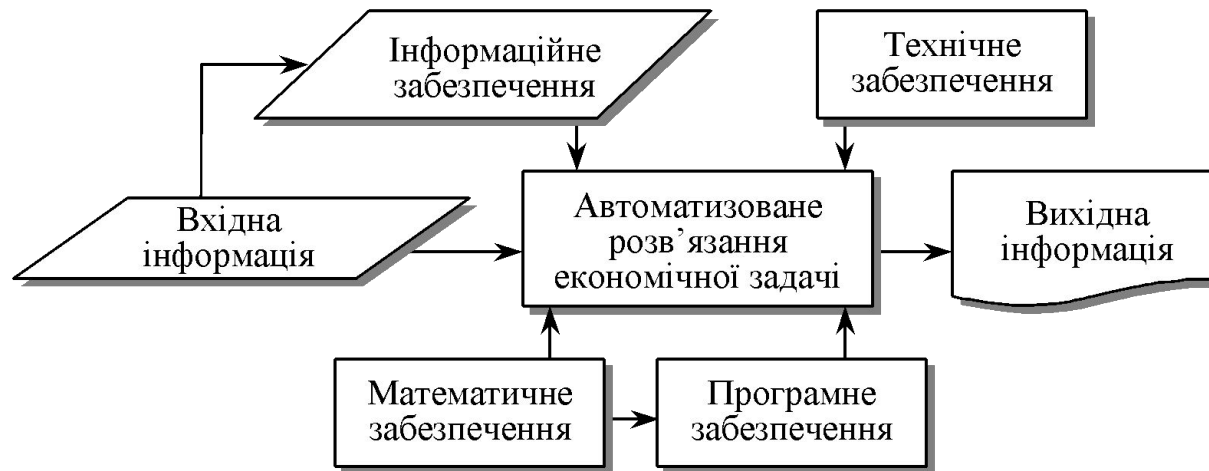 Інформаційне
забезпечення
Технічне
забезпечення
Вхідна
інформація
Автоматизоване
розв’язання
економічної задачі
Вихідна
інформація
Математичне
забезпечення
Програмне
забезпечення